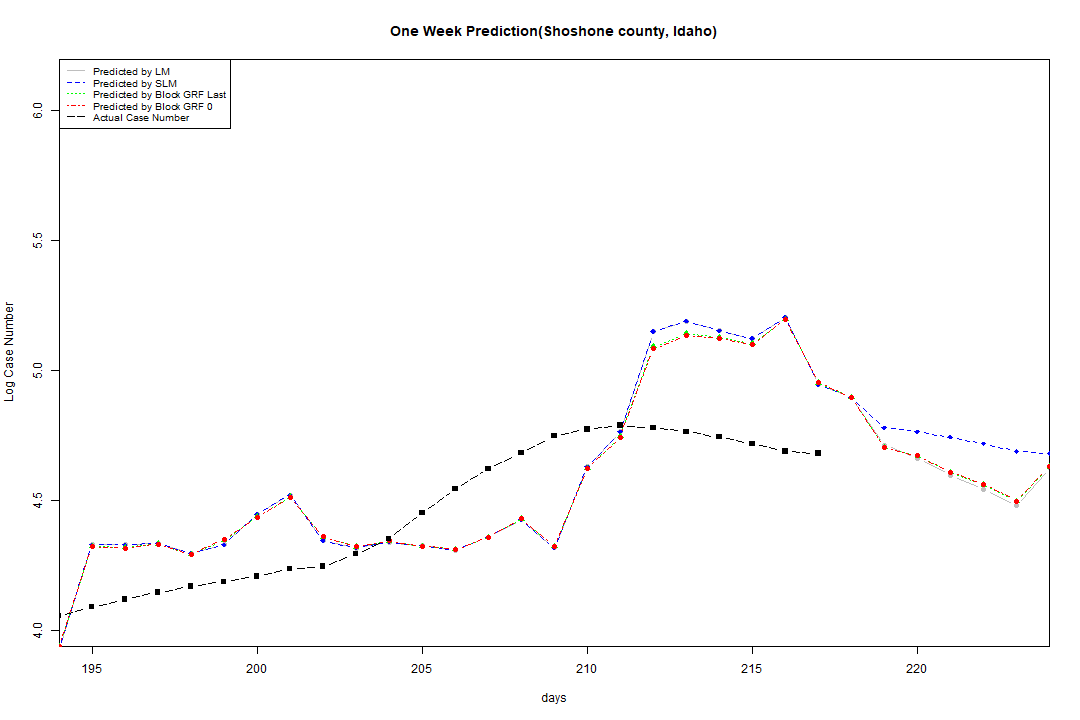 One Week Prediction(Shoshone county, Idaho)
Predicted by LM
Predicted by SLM
Predicted by Block GRF Last
Predicted by Block GRF 0
Actual Case Number
Log Case Number
6.0
5.5
5.0
4.5
4.0
195 200 205 210 215 220
days